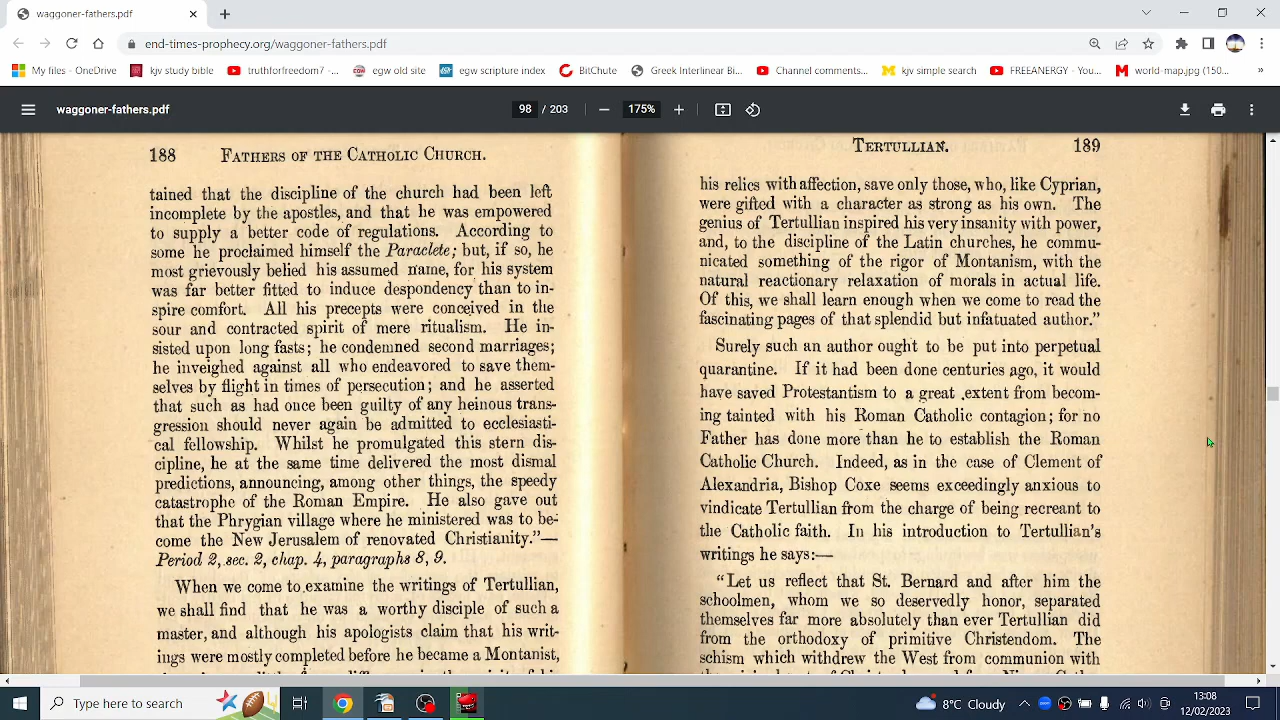 waggoner-fathers.pdf
end-times-prophecy.org/waggoner-fathers.pdf
My files - OneDrive
kjv study bible
truthforfreedom7 - ...
egw old site
egw scripture index
BitChute
Greek Interlinear Bi...
Channel comments...
kjv simple search
FREEANERGY - You...
world-map.jpg (150...
»
waggoner-fathers.pdf
98 / 203
175%
188 FATHERS OF THE CATHOLIC CHURCH.
tained that the discipline of the church had been left
incomplete by the apostles, and that he was empowered
to supply a better code of regulations. According to
some he proclaimed himself the Paraclete; but, if so, he
most grievously belied his assumed name, for his system
was far better fitted to induce despondency than to in-
spire comfort. All his precepts were conceived in the
sour and contracted spirit of mere ritualism. He in-
sisted upon long fasts; he condemned second marriages;
he inveighed against all who endeavored to save them-
selves by flight in times of persecution; and he asserted
that such as had once been guilty of any heinous trans-
gression should never again be admitted to ecclesiasti-
cal fellowship. Whilst he promulgated this stern dis-
cipline, he at the same time delivered the most dismal
predictions, announcing, among other things, the speedy
catastrophe of the Roman Empire. He also gave out
that the Phrygian village where he ministered was to be-
come the New Jerusalem of renovated Christianity."—
Period 2, sec. 2, chap. 4, paragraphs 8, 9.
When we come to examine the writings of Tertullian,
we shall find that he was a worthy disciple of such a
master, and although his apologists claim that his writ-
ings were mostly completed before he became a Montanist,
TERTULLIAN. 189
his relics with affection, save only those, who, like Cyprian,
were gifted with a character as strong as his own. The
genius of Tertullian inspired his very insanity with power,
and, to the discipline of the Latin churches, he commu-
nicated something of the rigor of Montanism, with the
natural reactionary relaxation of morals in actual life.
Of this, we shall learn enough when we come to read the
fascinating pages of that splendid but infatuated author."
Surely such an author ought to be put into perpetual
quarantine. If it had been done centuries ago, it would
have saved Protestantism to a great extent from becom-
ing tainted with his Roman Catholic contagion; for no
Father has done more than he to establish the Roman
Catholic Church. Indeed, as in the case of Clement of
Alexandria, Bishop Coxe seems exceedingly anxious to
vindicate Tertullian from the charge of being recreant to
the Catholic faith. In his introduction to Tertullian's
writings he says:—
"Let us reflect that St. Bernard and after him the
schoolmen, whom we so deservedly honor, separated
themselves far more absolutely than ever Tertullian did
from the orthodoxy of primitive Christendom. The
schism which withdrew the West from communion with
Type here to search
8°C Cloudy
13:08
12/02/2023